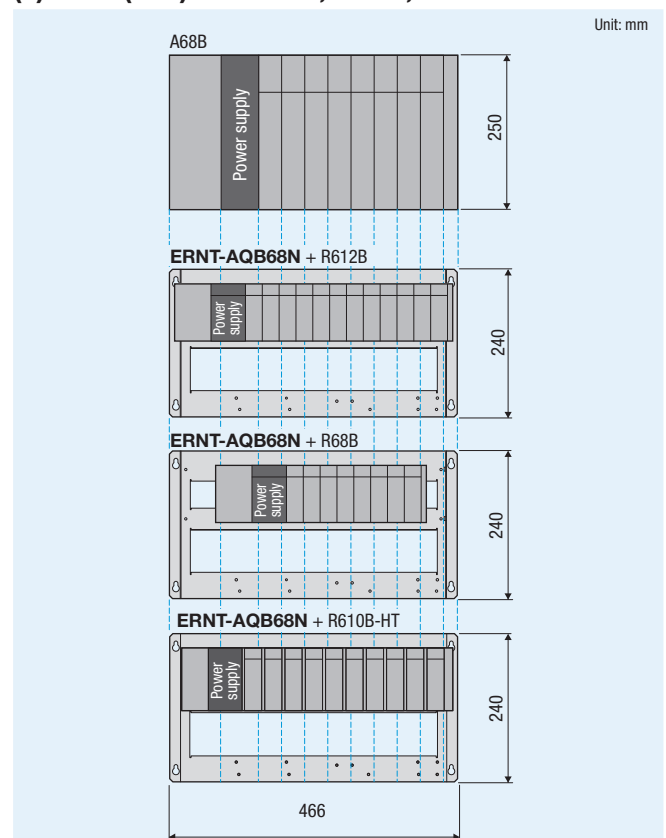 Unit: mm
A68B
Power supply
250
ERNT-AQB68N + R612B
Power
supply
240
ERNT-AQB68N + R68B
Power
supply
240
ERNT-AQB68N + R610B-HT
Power
supply
240
466